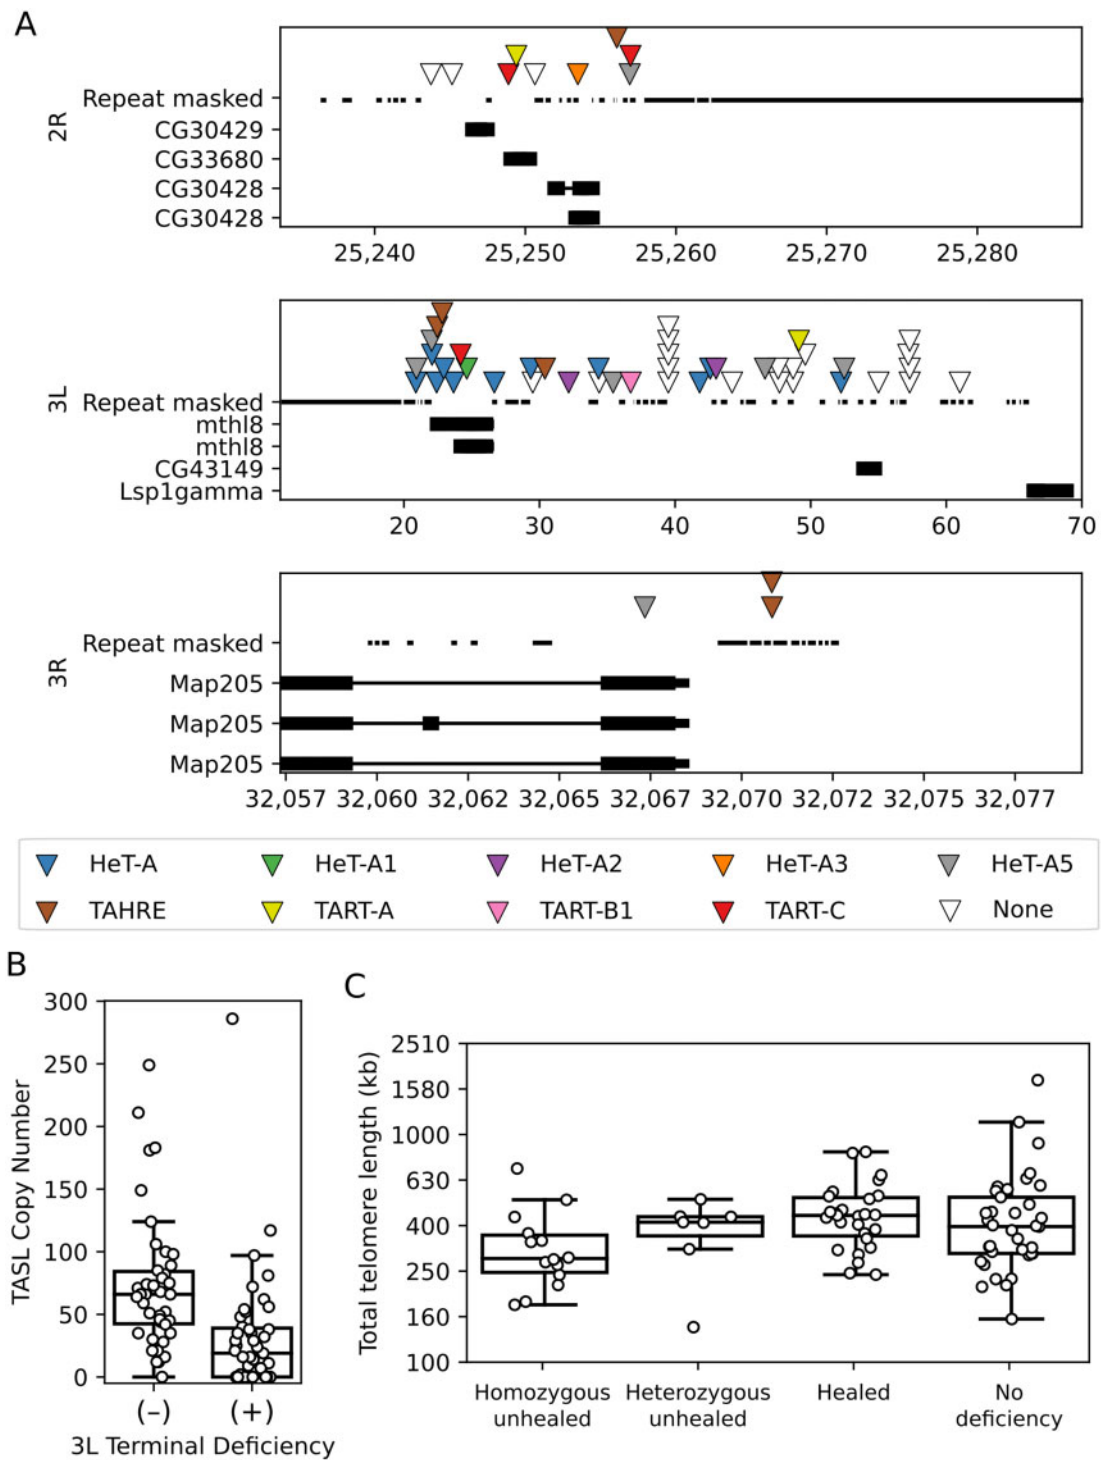 A
2R
Repeat masked
CG30429
CG33680
CG30428
CG30428
25,240 25,250 25,260 25,270 25,280
3L
Repeat masked
mthl8
mthl8
CG43149
Lsp1gamma
20 30 40 50 60 70
3R
Repeat masked
Map205
Map205
Map205
32,057 32,060 32,062 32,065 32,067 32,070 32,072 32,075 32,077
HeT-A HeT-A1 HeT-A2 HeT-A3 HeT-A5
TAHRE TART-A TART-B1 TART-C None
B
TASL Copy Number
300
250
200
150
100
50
0
(–) (+)
3L Terminal Deficiency
C
Total telomere length (kb)
2510
1580
1000
630
400
250
160
100
Homozygous Heterozygous Healed No
unhealed unhealed deficiency